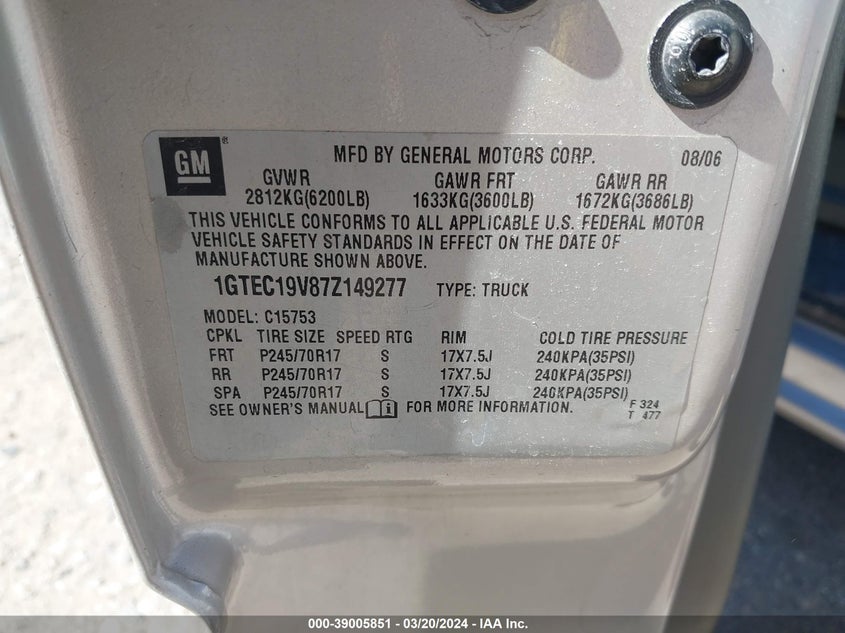 GM ® MFD BY GENERAL MOTORS CORP. 08/06
GVWR GAWR FRT GAWR RR
2812KG(6200LB) 1633KG(3600LB) 1672KG(3686LB)
THIS VEHICLE CONFORMS TO ALL APPLICABLE U.S. FEDERAL MOTOR
VEHICLE SAFETY STANDARDS IN EFFECT ON THE DATE OF
MANUFACTURE SHOWN ABOVE.
1GTEC19V87Z149277 TYPE: TRUCK
MODEL: C15753
CPKL TIRE SIZE SPEED RTG RIM COLD TIRE PRESSURE
FRT P245/70R17 S 17X7.5J 240KPA(35PSI)
RR P245/70R17 S 17X7.5J 240KPA(35PSI)
SPA P245/70R17 S 17X7.5J 240KPA(35PSI)
SEE OWNER'S MANUAL FOR MORE INFORMATION. F 324
T 477
000-39005851 / 03/20/2024 - IAA Inc.